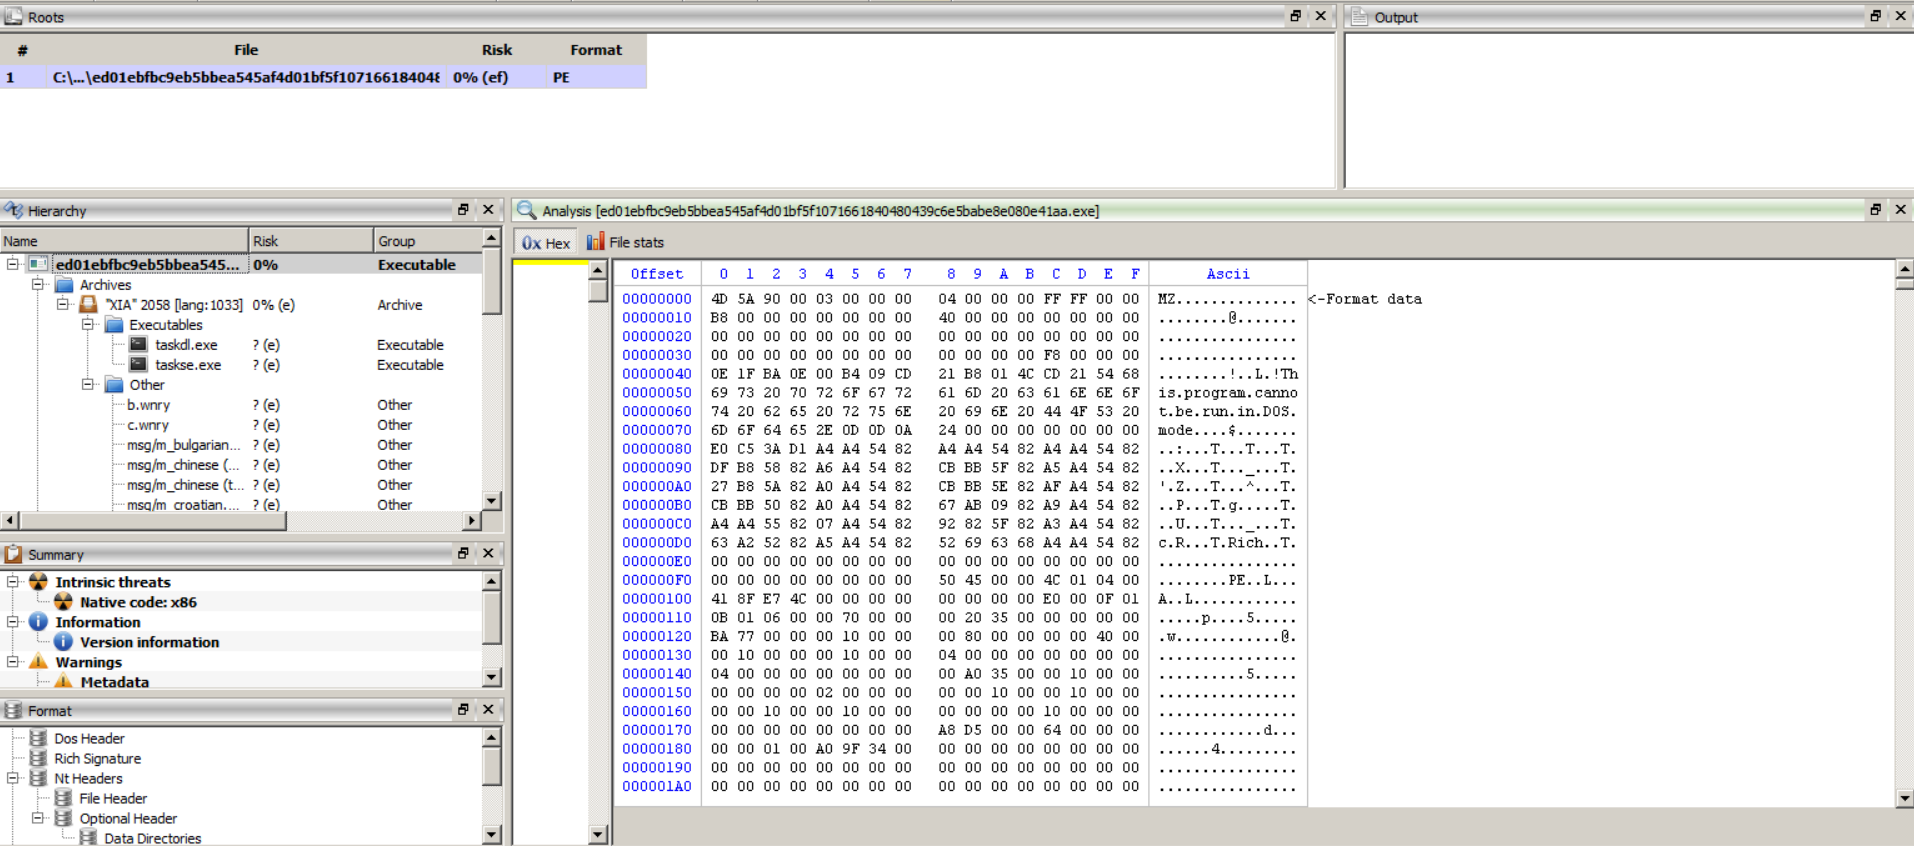 Roots
Output
# File Risk Format
1 C:\...\ed01ebfbc9eb5bbea545af4d01bf5f107166184048 0% (ef) PE
Hierarchy
Name Risk Group
ed01ebfbc9eb5bbea545... 0% Executable
Archives
"XIA" 2058 [lang:1033] 0% (e) Archive
Executables
taskdl.exe ? (e) Executable
taskse.exe ? (e) Executable
Other
b.wnry ? (e) Other
c.wnry ? (e) Other
msg/m_bulgarian... ? (e) Other
msg/m_chinese (... ? (e) Other
msg/m_chinese (t... ? (e) Other
msg/m_croatian.... ? (e) Other
Summary
Intrinsic threats
Native code: x86
Information
Version information
Warnings
Metadata
Format
Dos Header
Rich Signature
Nt Headers
File Header
Optional Header
Data Directories
Analysis [ed01ebfbc9eb5bbea545af4d01bf5f1071661840480439c6e5babe8e080e41aa.exe]
0x Hex File stats
Offset 0 1 2 3 4 5 6 7 8 9 A B C D E F Ascii
00000000 4D 5A 90 00 03 00 00 00 04 00 00 00 FF FF 00 00 MZ.............. <-Format data
00000010 B8 00 00 00 00 00 00 00 40 00 00 00 00 00 00 00 ........@.......
00000020 00 00 00 00 00 00 00 00 00 00 00 00 00 00 00 00 ................
00000030 00 00 00 00 00 00 00 00 00 00 00 00 F8 00 00 00 ................
00000040 0E 1F BA 0E 00 B4 09 CD 21 B8 01 4C CD 21 54 68 ........!..L.!Th
00000050 69 73 20 70 72 6F 67 72 61 6D 20 63 61 6E 6E 6F is.program.canno
00000060 74 20 62 65 20 72 75 6E 20 69 6E 20 44 4F 53 20 t.be.run.in.DOS.
00000070 6D 6F 64 65 2E 0D 0D 0A 24 00 00 00 00 00 00 00 mode....$.......
00000080 E0 C5 3A D1 A4 A4 54 82 A4 A4 54 82 A4 A4 54 82 ..:...T...T...T.
00000090 DF B8 58 82 A6 A4 54 82 CB BB 5F 82 A5 A4 54 82 ..X...T..._...T.
000000A0 27 B8 5A 82 A0 A4 54 82 CB BB 5E 82 AF A4 54 82 '.Z...T...^...T.
000000B0 CB BB 50 82 A0 A4 54 82 67 AB 09 82 A9 A4 54 82 ..P...T.g.....T.
000000C0 A4 A4 55 82 07 A4 54 82 92 82 5F 82 A3 A4 54 82 ..U...T..._...T.
000000D0 63 A2 52 82 A5 A4 54 82 52 69 63 68 A4 A4 54 82 c.R...T.Rich..T.
000000E0 00 00 00 00 00 00 00 00 00 00 00 00 00 00 00 00 ................
000000F0 00 00 00 00 00 00 00 00 50 45 00 00 4C 01 04 00 ........PE..L...
00000100 41 8F E7 4C 00 00 00 00 00 00 00 00 E0 00 0F 01 A..L............
00000110 0B 01 06 00 00 70 00 00 00 20 35 00 00 00 00 00 .....p....5.....
00000120 BA 77 00 00 00 10 00 00 00 80 00 00 00 00 40 00 .w............@.
00000130 00 10 00 00 00 10 00 00 04 00 00 00 00 00 00 00 ................
00000140 04 00 00 00 00 00 00 00 00 A0 35 00 00 10 00 00 ..........5.....
00000150 00 00 00 00 02 00 00 00 00 00 10 00 00 10 00 00 ................
00000160 00 00 10 00 00 10 00 00 00 00 00 00 10 00 00 00 ................
00000170 00 00 00 00 00 00 00 00 A8 D5 00 00 64 00 00 00 ............d...
00000180 00 00 01 00 A0 9F 34 00 00 00 00 00 00 00 00 00 ......4.........
00000190 00 00 00 00 00 00 00 00 00 00 00 00 00 00 00 00 ................
000001A0 00 00 00 00 00 00 00 00 00 00 00 00 00 00 00 00 ................